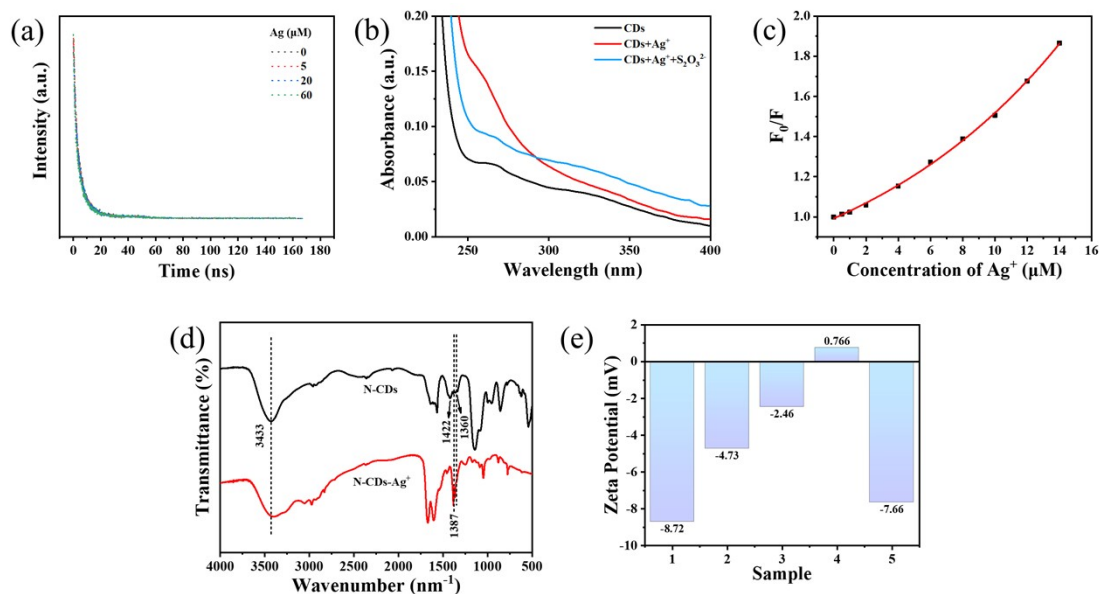 (a)
Ag (μM)
0
5
20
60
Intensity (a.u.)
0 20 40 60 80 100 120 140 160 180
Time (ns)
(b)
CDs
CDs+Ag⁺
CDs+Ag⁺+S₂O₃²⁻
0.20
0.15
0.10
0.05
0.00
Absorbance (a.u.)
250 300 350 400
Wavelength (nm)
(c)
2.0
1.8
1.6
1.4
1.2
1.0
F₀/F
0 2 4 6 8 10 12 14 16
Concentration of Ag⁺ (μM)
(d)
Transmittance (%)
N-CDs
3433
1422
1360
N-CDs-Ag⁺
1387
4000 3500 3000 2500 2000 1500 1000 500
Wavenumber (nm⁻¹)
(e)
2
0
-2
-4
-6
-8
-10
Zeta Potential (mV)
0.766
-2.46
-4.73
-7.66
-8.72
1 2 3 4 5
Sample